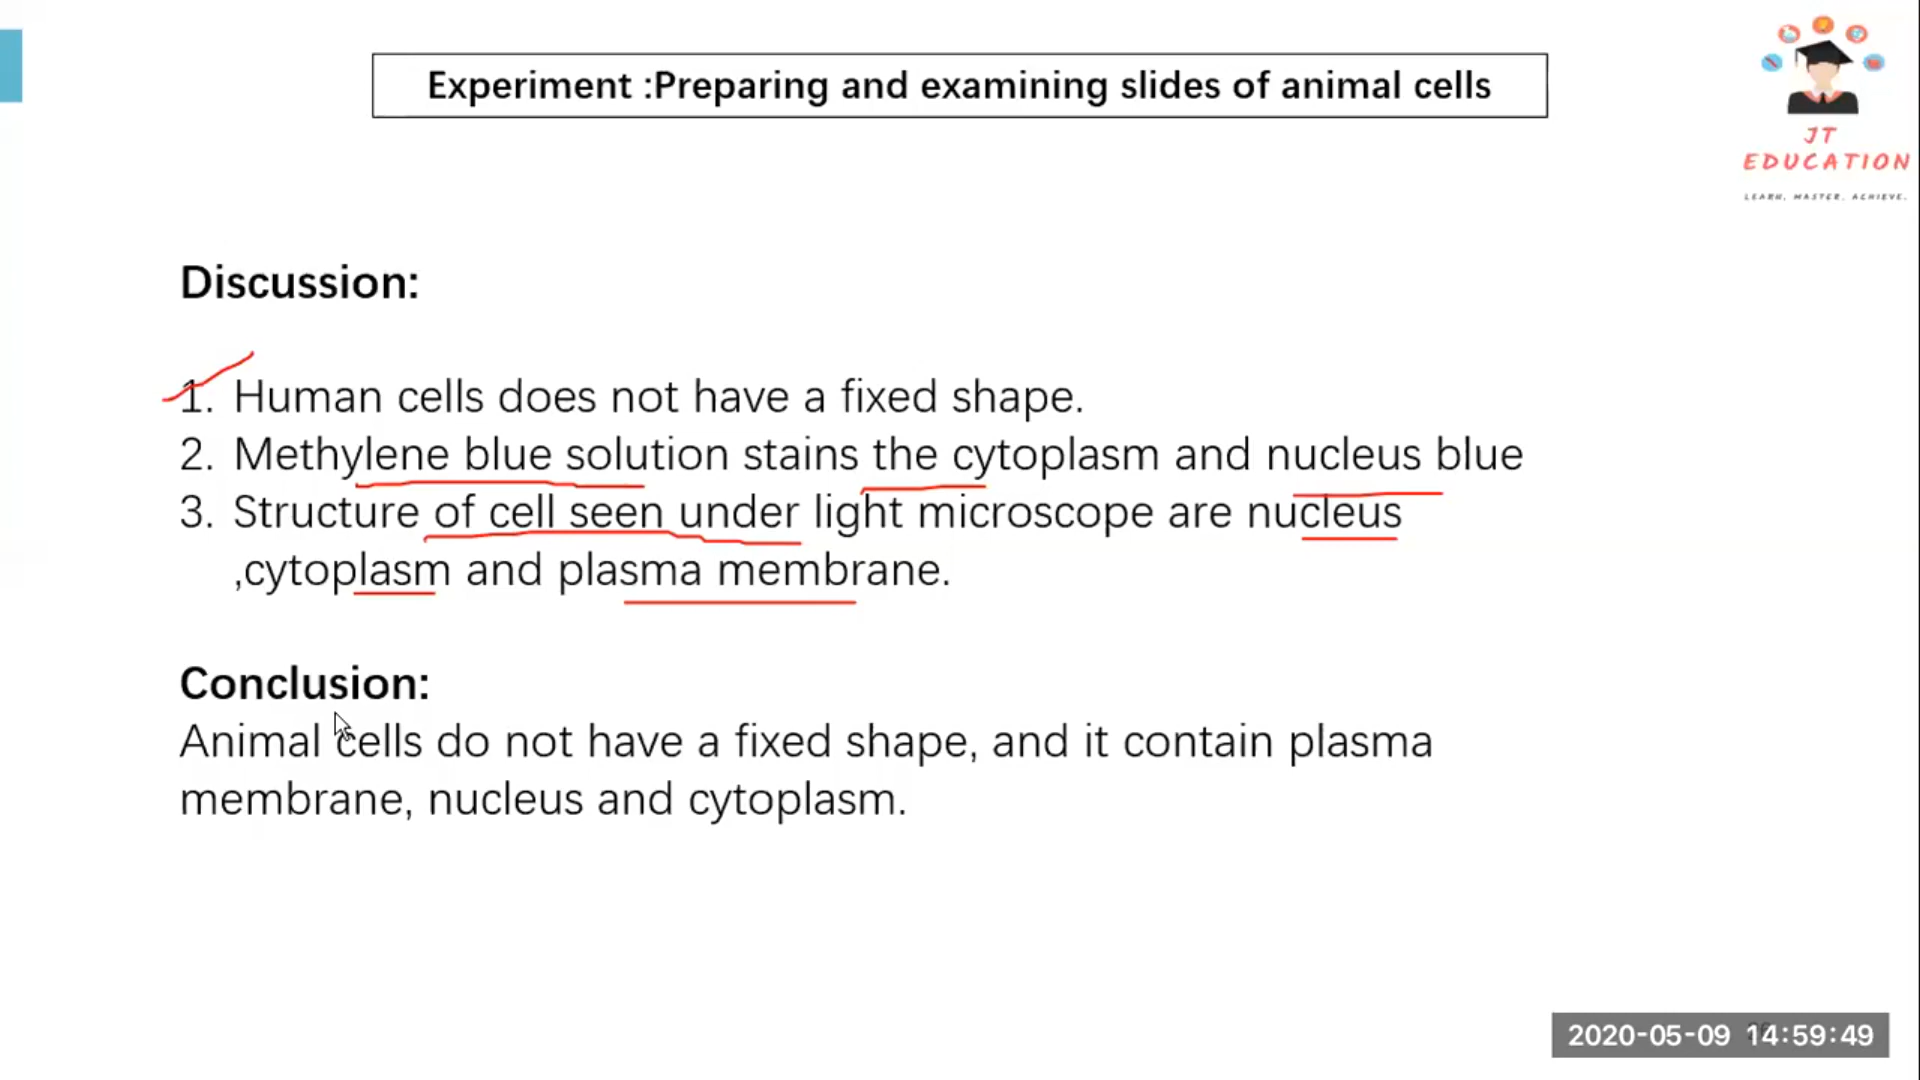 Experiment :Preparing and examining slides of animal cells
JT
EDUCATION
LEARN. MASTER. ACHIEVE.
Discussion:
1. Human cells does not have a fixed shape.
2. Methylene blue solution stains the cytoplasm and nucleus blue
3. Structure of cell seen under light microscope are nucleus
,cytoplasm and plasma membrane.
Conclusion:
Animal cells do not have a fixed shape, and it contain plasma
membrane, nucleus and cytoplasm.
2020-05-09 14:59:49